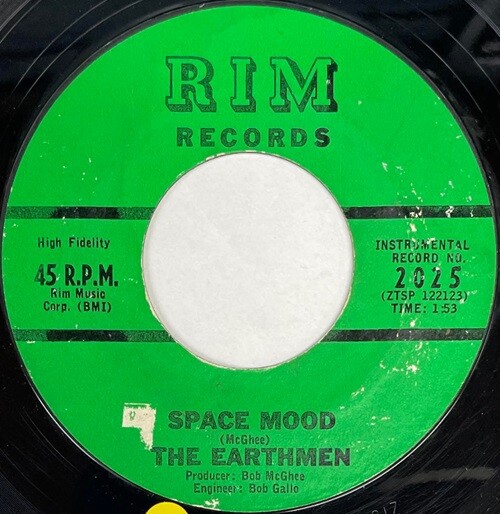 RIM
RECORDS
High Fidelity
45 R.P.M.
Rim Music
Corp. (BMI)
INSTRUMENTAL
RECORD NO.
2025
(ZTSP 122123)
TIME: 1:53
SPACE MOOD
(McGhee)
THE EARTHMEN
Producer: Bob McGhee
Engineer: Bob Gallo